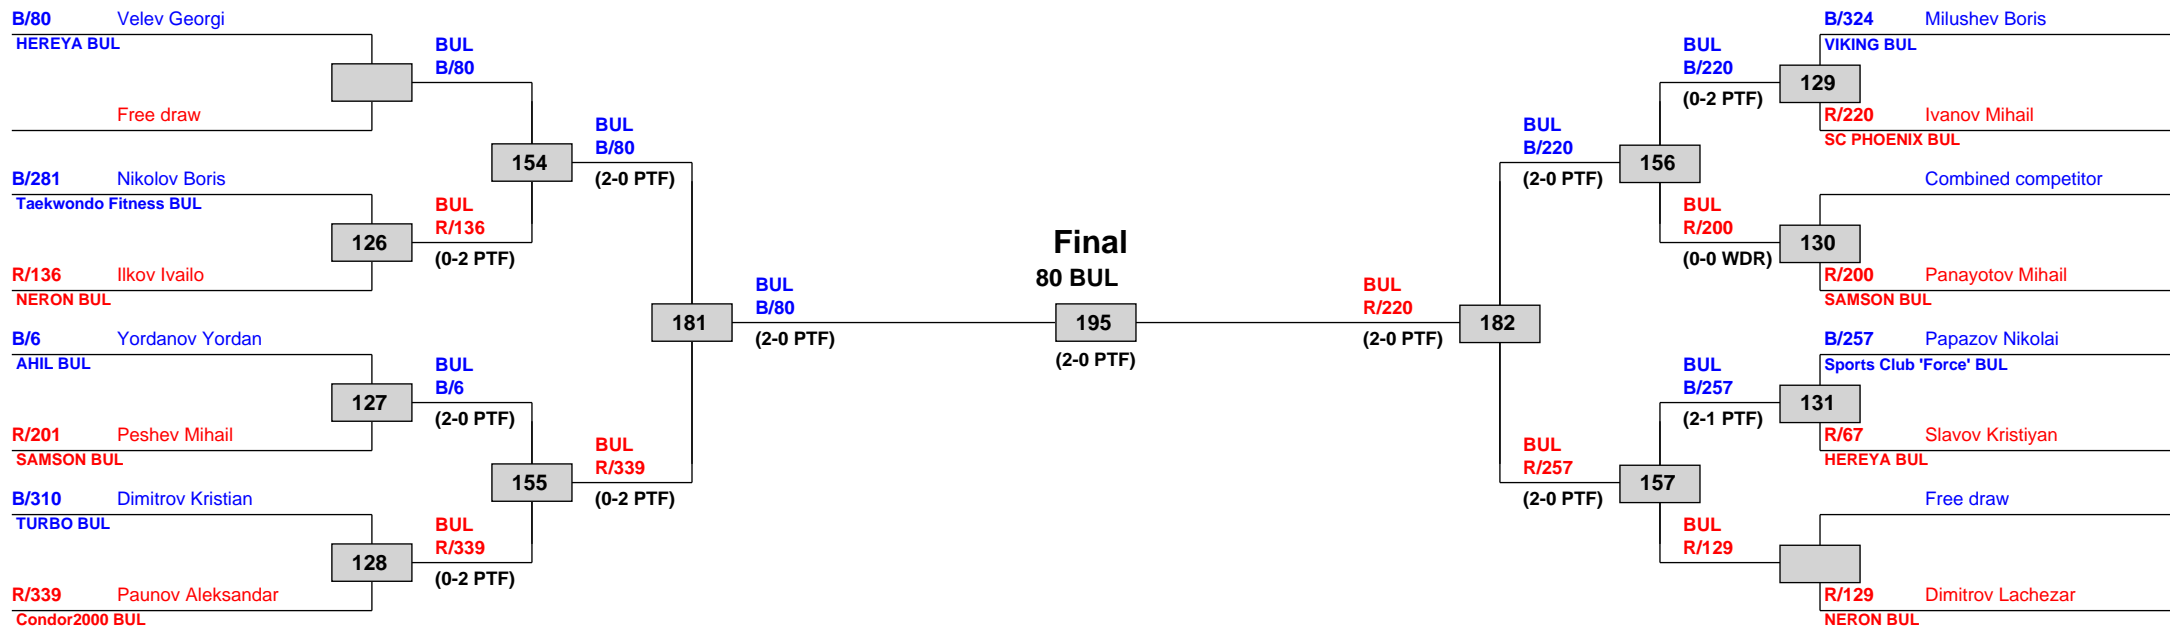 B/80 Velev Georgi
HEREYA BUL
Free draw
B/281 Nikolov Boris
Taekwondo Fitness BUL
126
R/136 Ilkov Ivailo
NERON BUL
B/6 Yordanov Yordan
AHIL BUL
127
R/201 Peshev Mihail
SAMSON BUL
B/310 Dimitrov Kristian
TURBO BUL
128
R/339 Paunov Aleksandar
Condor2000 BUL
BUL
B/80
154
BUL
R/136
(0-2 PTF)
BUL
B/6
(2-0 PTF)
155
BUL
R/339
(0-2 PTF)
BUL
B/80
(2-0 PTF)
181
BUL
R/339
(0-2 PTF)
BUL
B/80
(2-0 PTF)
Final
80 BUL
195
(2-0 PTF)
BUL
R/220
(2-0 PTF)
182
BUL
B/220
(2-0 PTF)
BUL
R/257
(2-0 PTF)
156
157
BUL
B/220
(0-2 PTF)
BUL
R/200
(0-0 WDR)
BUL
B/257
(2-1 PTF)
BUL
R/129
B/324 Milushev Boris
VIKING BUL
129
R/220 Ivanov Mihail
SC PHOENIX BUL
Combined competitor
130
R/200 Panayotov Mihail
SAMSON BUL
B/257 Papazov Nikolai
Sports Club 'Force' BUL
131
R/67 Slavov Kristiyan
HEREYA BUL
Free draw
R/129 Dimitrov Lachezar
NERON BUL